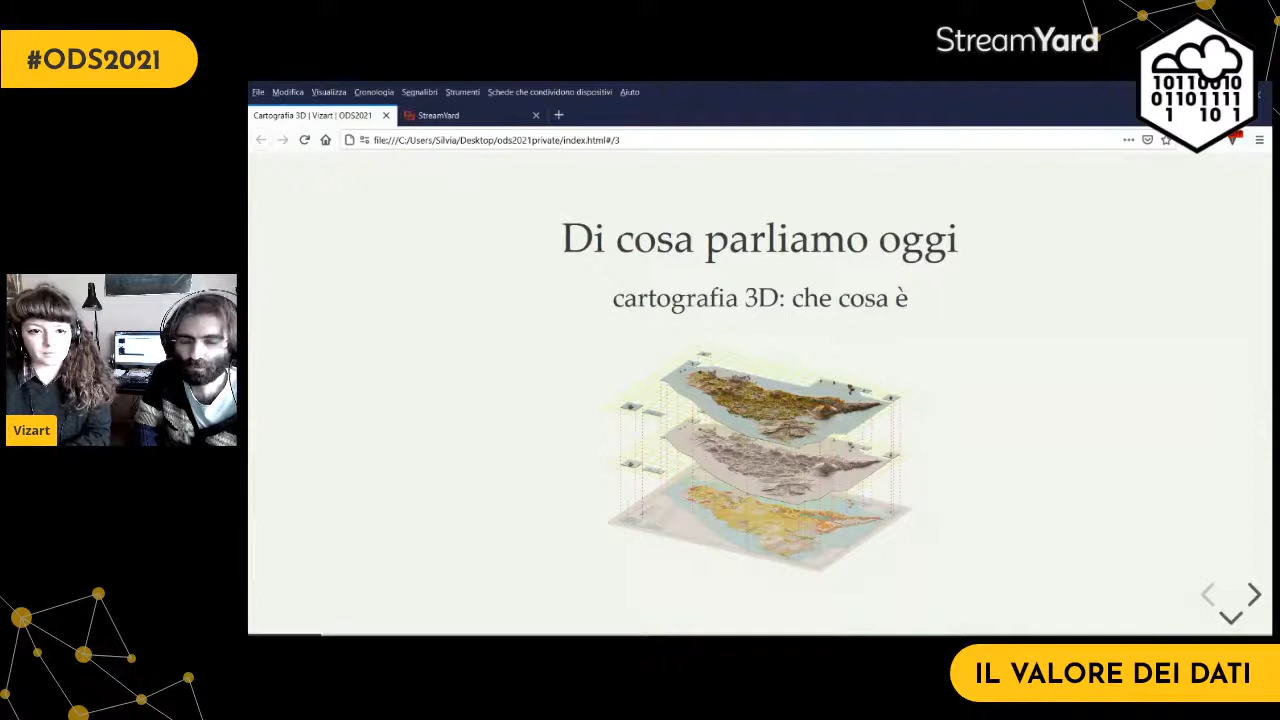 #ODS2021
StreamYard
10110010
01101111
1 10 1
File Modifica Visualizza Cronologia Segnalibri Strumenti Schede che condividono dispositivi Aiuto
Cartografia 3D | Vizart | ODS2021
StreamYard
file:///C:/Users/Silvia/Desktop/ods2021private/index.html#/3
Di cosa parliamo oggi
cartografia 3D: che cosa è
Vizart
IL VALORE DEI DATI